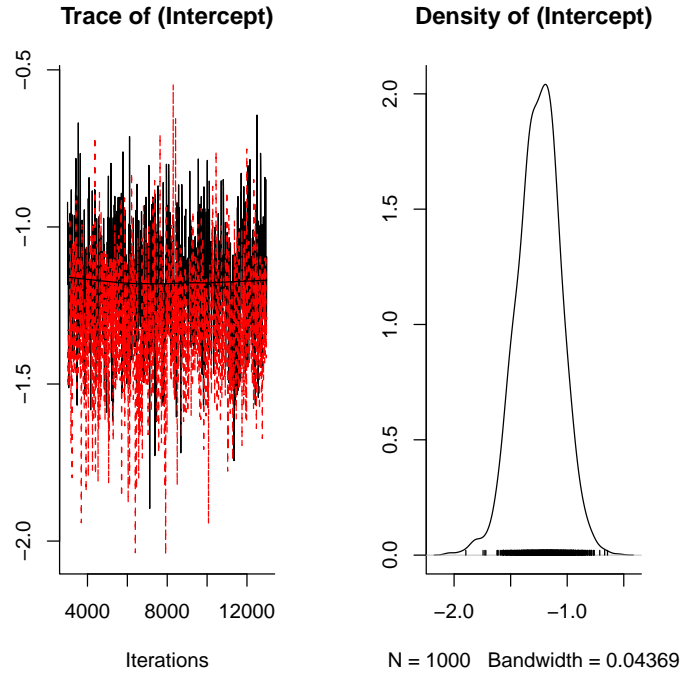 Trace of (Intercept)
-0.5
-1.0
-1.5
-2.0
4000 8000 12000
Iterations
Density of (Intercept)
2.0
1.5
1.0
0.5
0.0
-2.0 -1.0
N = 1000 Bandwidth = 0.04369